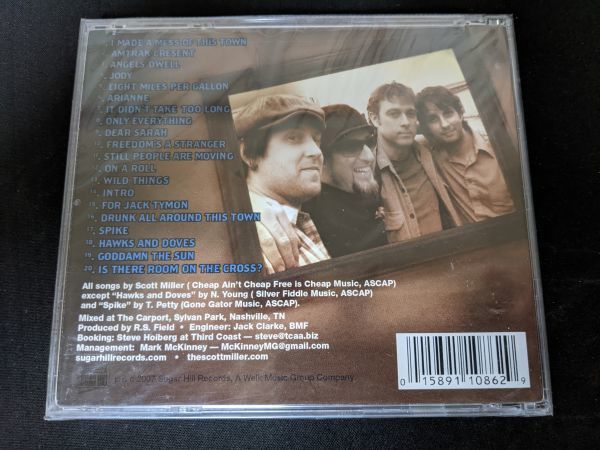 1. I MADE A MESS OF THIS TOWN
2. AMTRAK CRESENT
3. ANGELS DWELL
4. JODY
5. EIGHT MILES PER GALLON
6. ARIANNE
7. IT DIDN'T TAKE TOO LONG
8. ONLY EVERYTHING
9. DEAR SARAH
10. FREEDOM'S A STRANGER
11. STILL PEOPLE ARE MOVING
12. ON A ROLL
13. WILD THINGS
14. INTRO
15. FOR JACK TYMON
16. DRUNK ALL AROUND THIS TOWN
17. SPIKE
18. HAWKS AND DOVES
19. GODDAMN THE SUN
20. IS THERE ROOM ON THE CROSS?
All songs by Scott Miller ( Cheap Ain't Cheap Free is Cheap Music, ASCAP)
except "Hawks and Doves" by N. Young ( Silver Fiddle Music, ASCAP)
and "Spike" by T. Petty (Gone Gator Music, ASCAP).
Mixed at The Carport, Sylvan Park, Nashville, TN
Produced by R.S. Field • Engineer: Jack Clarke, BMF
Booking: Steve Hoiberg at Third Coast — steve@tcaa.biz
Management: Mark McKinney — McKinneyMG@gmail.com
sugarhillrecords.com • thescottmiller.com
2007 Sugar Hill Records, A Welk Music Group Company
0 15891 10862 9